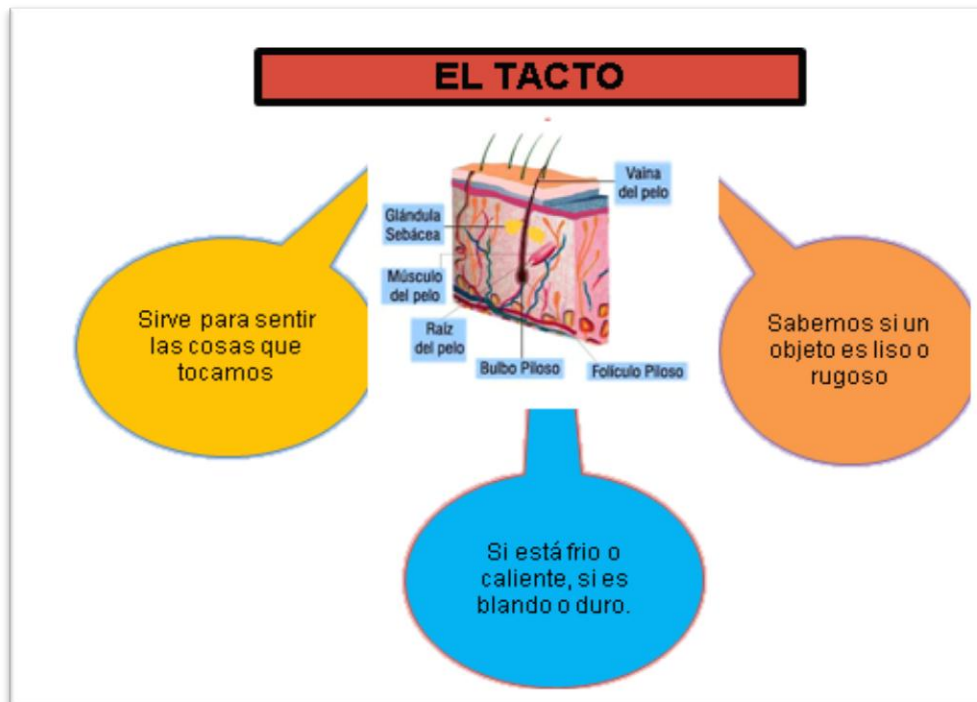 EL TACTO
Vaina
del pelo
Glándula
Sebácea
Músculo
del pelo
Raíz
del pelo
Bulbo Piloso
Folículo Piloso
Sirve para sentir
las cosas que
tocamos
Sabemos si un
objeto es liso o
rugoso
Si está frio o
caliente, si es
blando o duro.